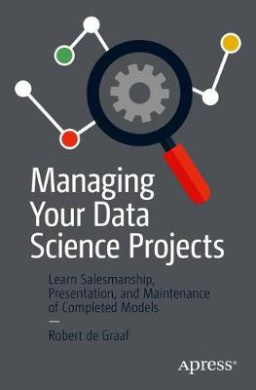 Managing
Your Data
Science Projects
Learn Salesmanship,
Presentation, and Maintenance
of Completed Models
Robert de Graaf
Apress®